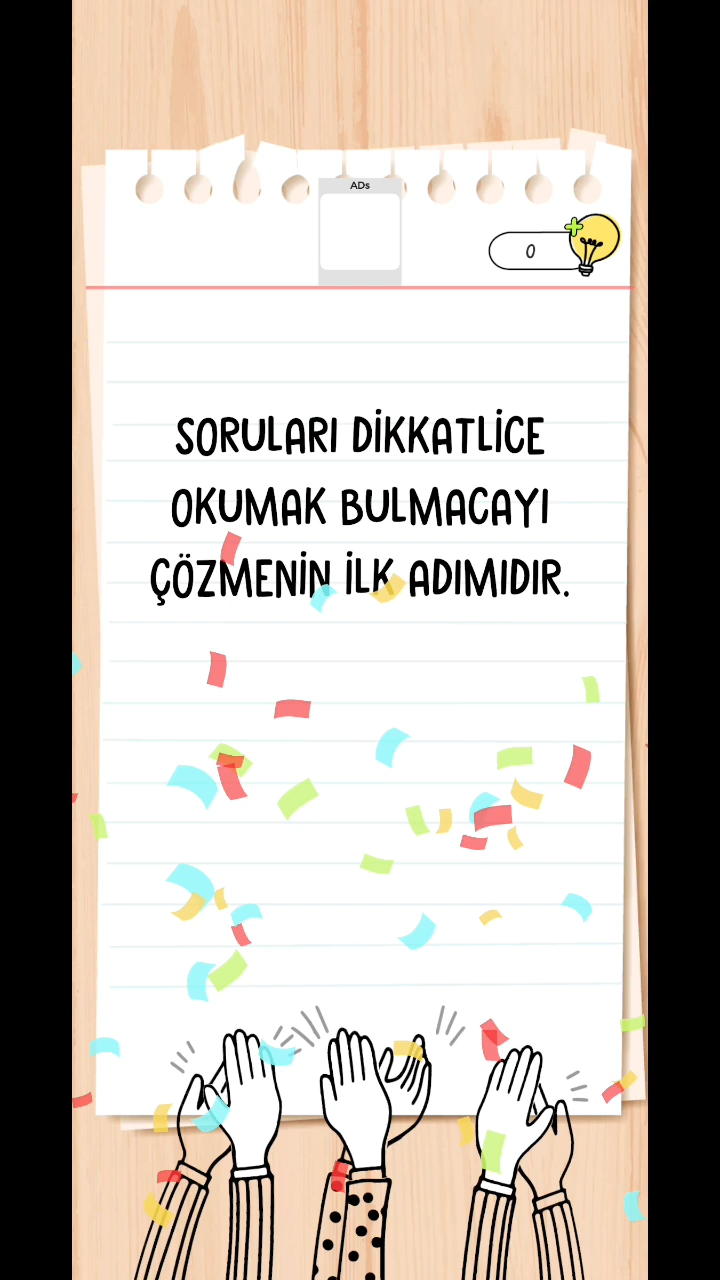 ADs
0
SORULARI DİKKATLİCE
OKUMAK BULMACAYI
ÇÖZMENİN İLK ADIMIDIR.